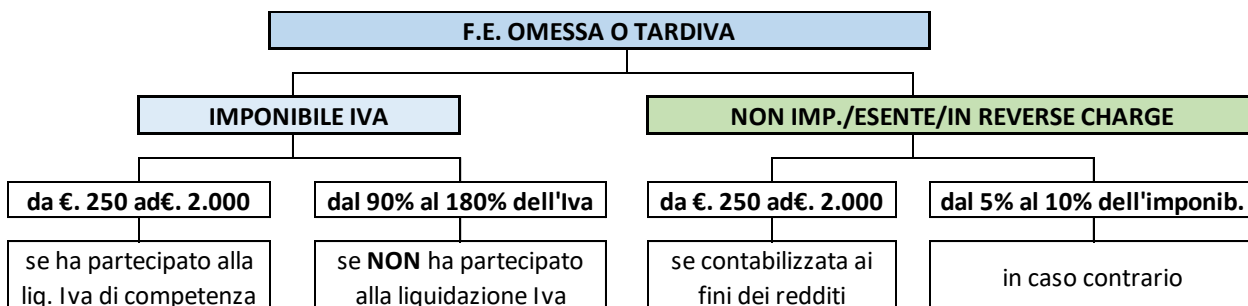 F.E. OMESSA O TARDIVA
IMPONIBILE IVA
NON IMP./ESENTE/IN REVERSE CHARGE
da €. 250 ad€. 2.000
dal 90% al 180% dell'Iva
da €. 250 ad€. 2.000
dal 5% al 10% dell'imponib.
se ha partecipato alla
liq. Iva di competenza
se NON ha partecipato
alla liquidazione Iva
se contabilizzata ai
fini dei redditi
in caso contrario